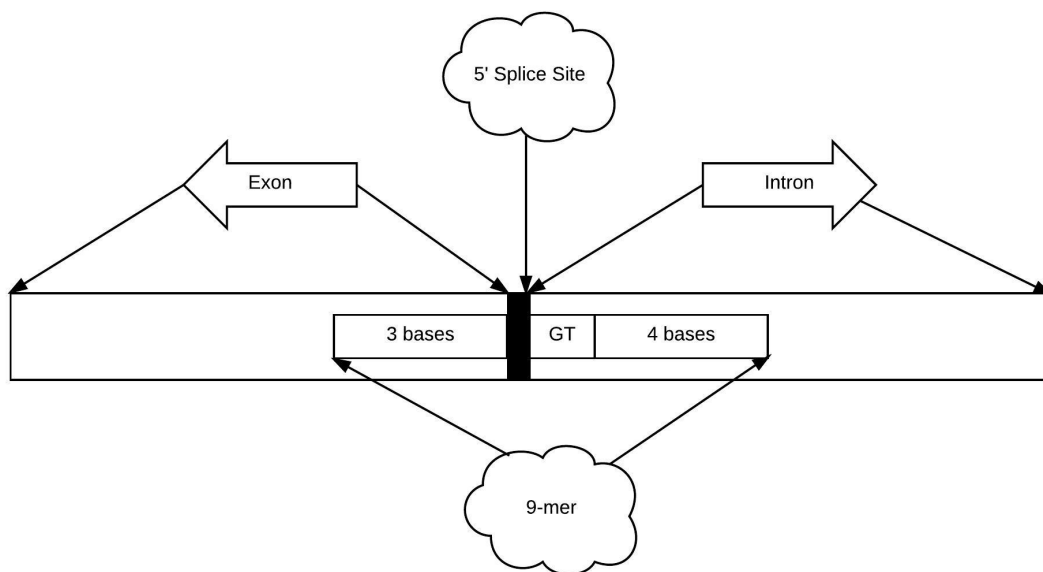 5' Splice Site
Exon
Intron
3 bases
GT
4 bases
9-mer